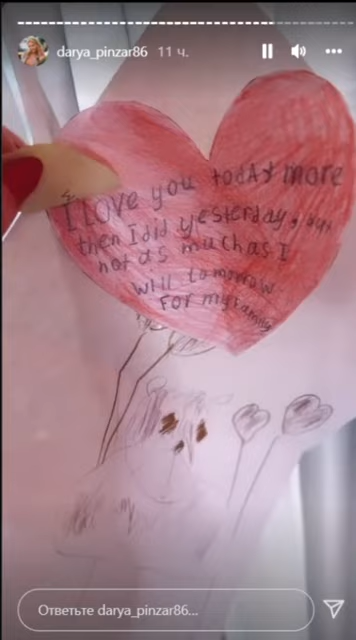 darya_pinzar86 11 ч.
I LOVE you todAY more
then I did yesterday, but
not as much as I
will tomorrow.
FOR my family
Ответьте darya_pinzar86...